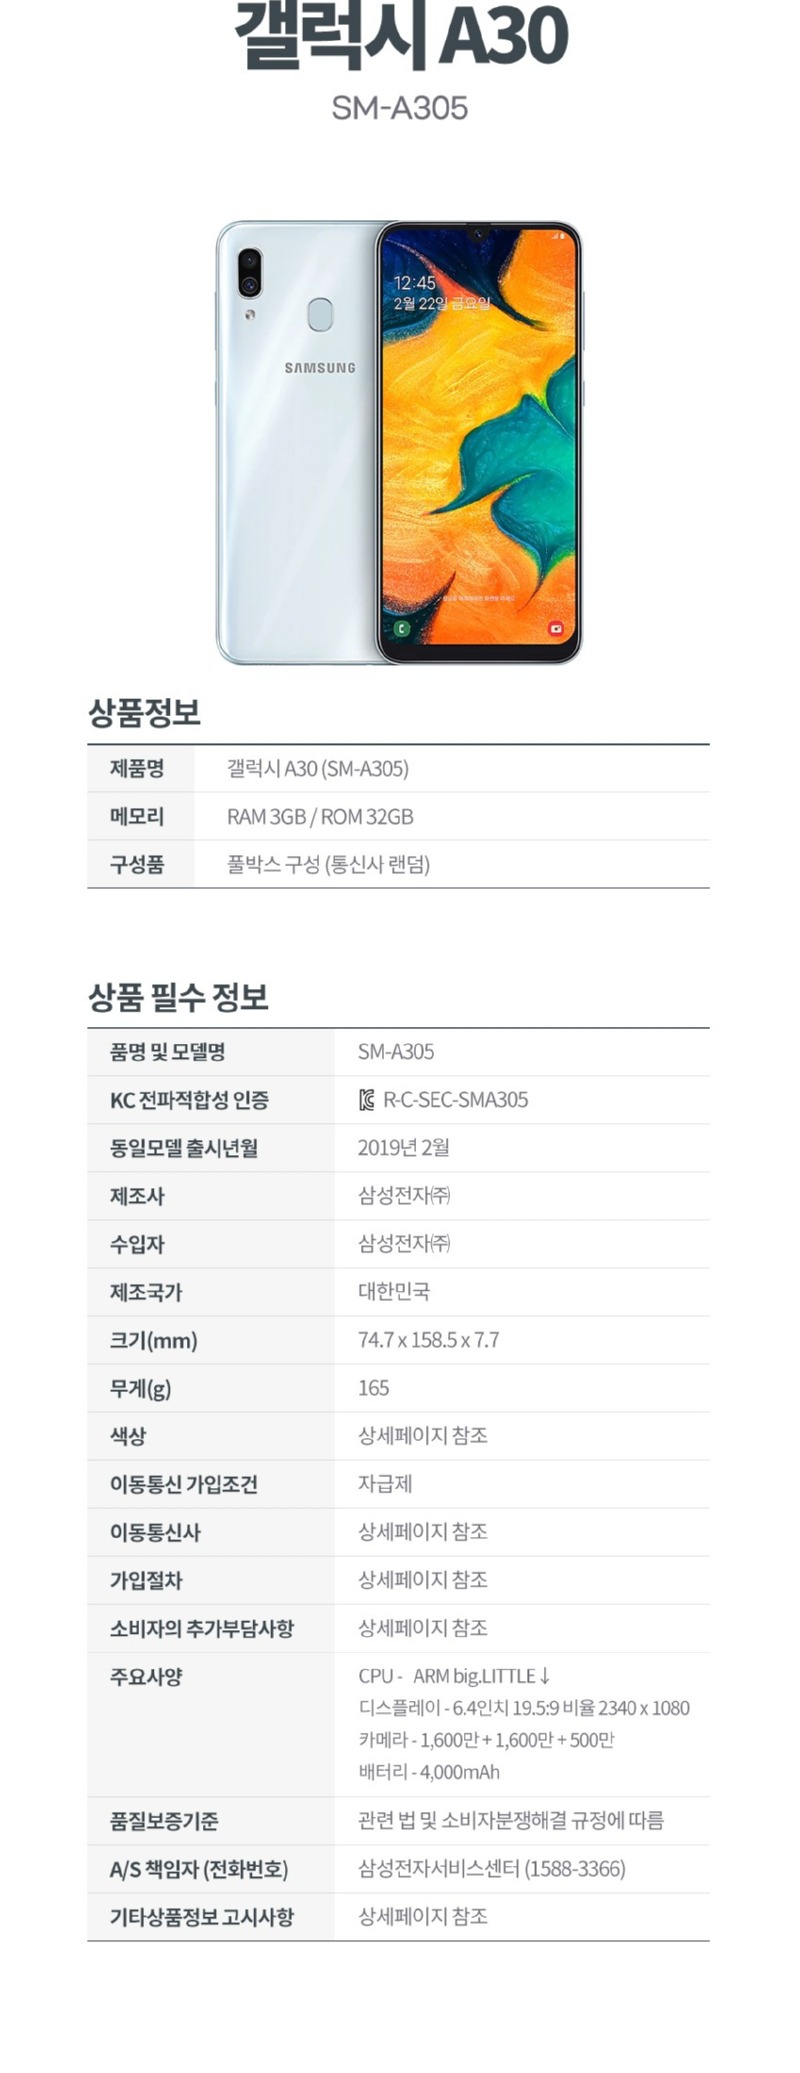 갤럭시 A30
SM-A305
12:45
2월 22일 금요일
SAMSUNG
상품정보
제품명 갤럭시 A30 (SM-A305)
메모리 RAM 3GB / ROM 32GB
구성품 풀박스 구성 (통신사 랜덤)
상품 필수 정보
품명 및 모델명 SM-A305
KC 전파적합성 인증 R-C-SEC-SMA305
동일모델 출시년월 2019년 2월
제조사 삼성전자㈜
수입자 삼성전자㈜
제조국가 대한민국
크기(mm) 74.7 x 158.5 x 7.7
무게(g) 165
색상 상세페이지 참조
이동통신 가입조건 자급제
이동통신사 상세페이지 참조
가입절차 상세페이지 참조
소비자의 추가부담사항 상세페이지 참조
주요사양 CPU - ARM big.LITTLE↓
디스플레이 - 6.4인치 19.5:9 비율 2340 x 1080
카메라 - 1,600만 + 1,600만 + 500만
배터리 - 4,000mAh
품질보증기준 관련 법 및 소비자분쟁해결 규정에 따름
A/S 책임자 (전화번호) 삼성전자서비스센터 (1588-3366)
기타상품정보 고시사항 상세페이지 참조